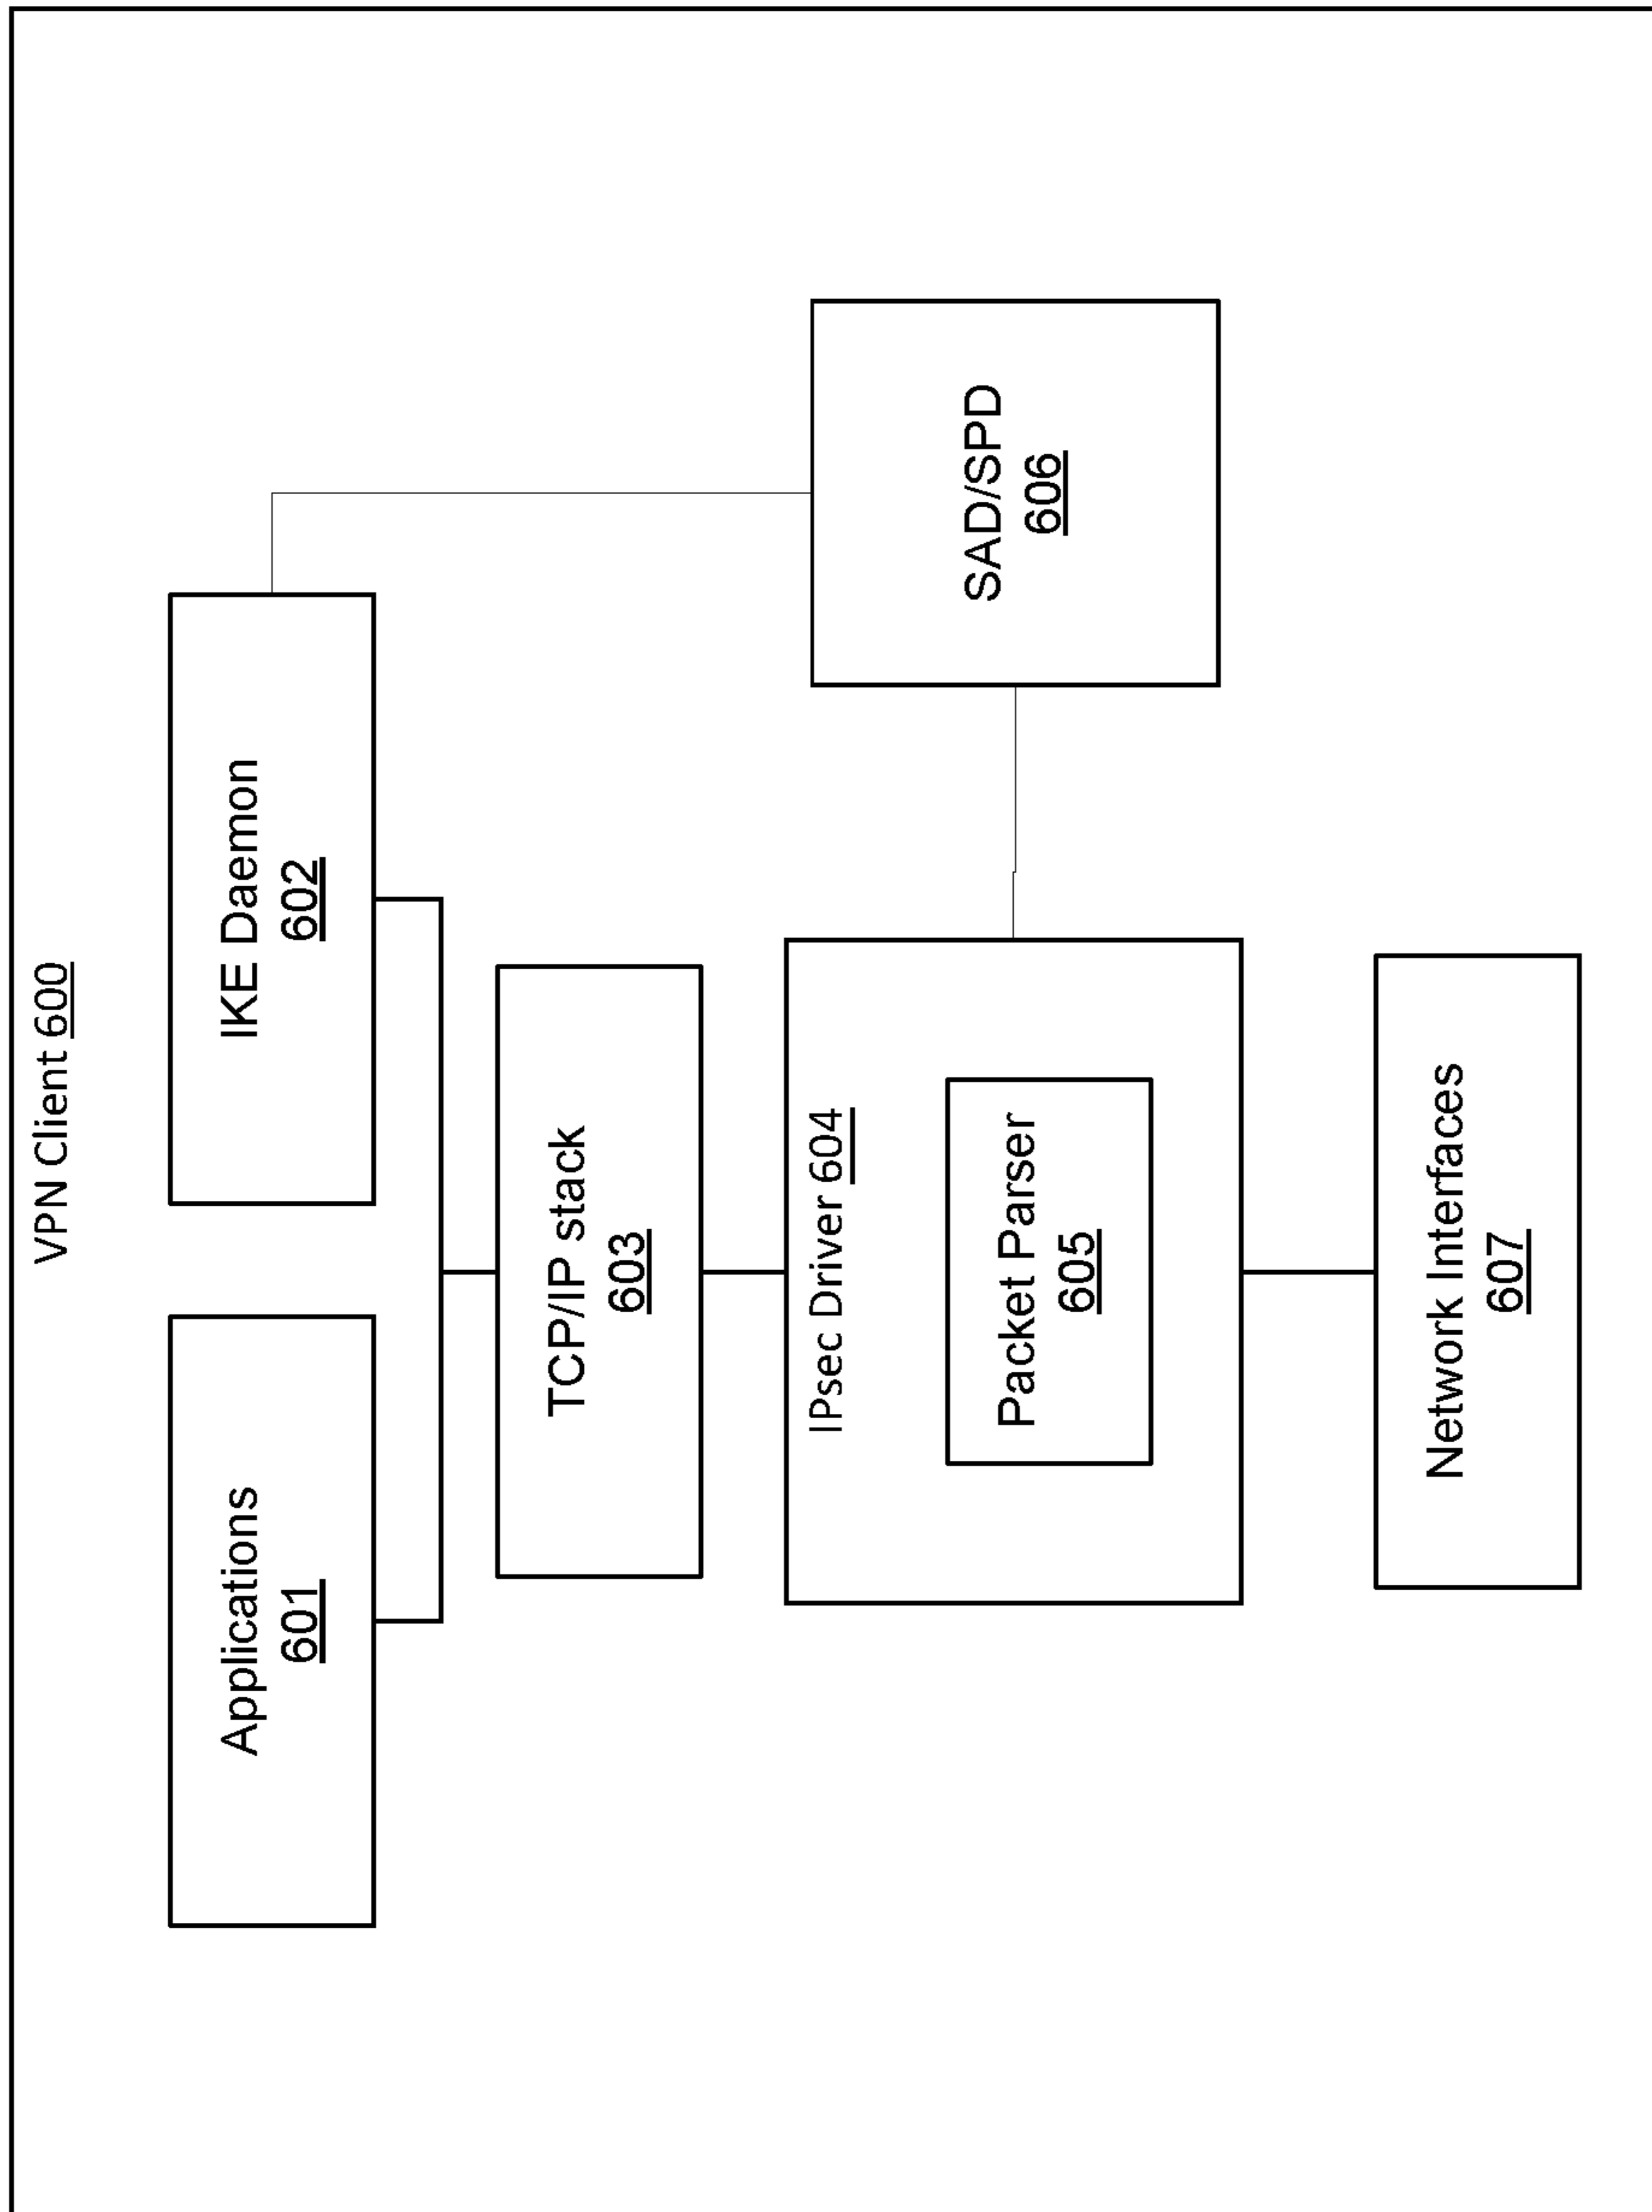 VPN Client 600
Applications
601
IKE Daemon
602
TCP/IP stack
603
IPsec Driver 604
Packet Parser
605
SAD/SPD
606
Network Interfaces
607